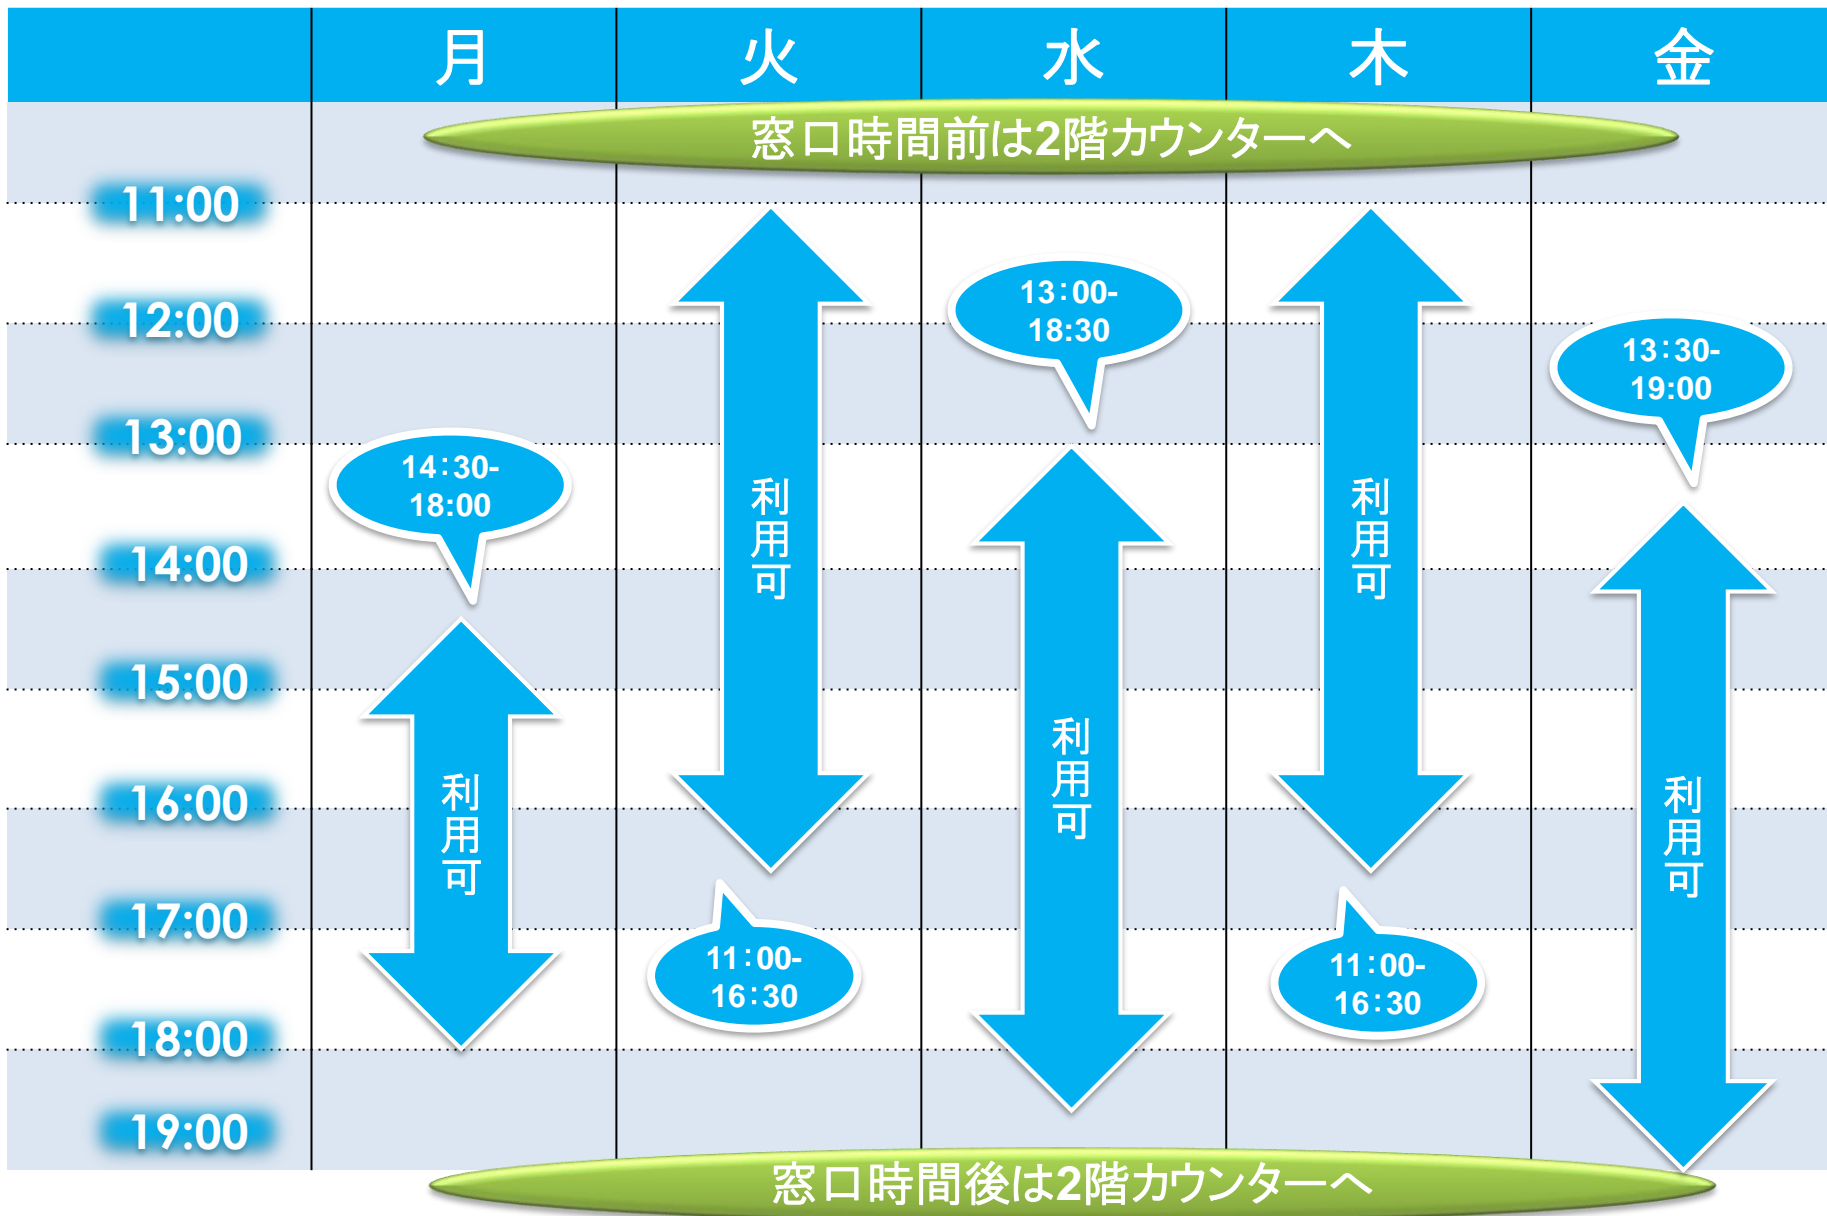 月 火 水 木 金
窓口時間前は2階カウンターへ
11:00
12:00
13:00
14:00
15:00
16:00
17:00
18:00
19:00
14：30-
18:00
利用可
利用可
11：00-
16：30
13：00-
18:30
利用可
利用可
11：00-
16：30
13：30-
19:00
利用可
窓口時間後は2階カウンターへ